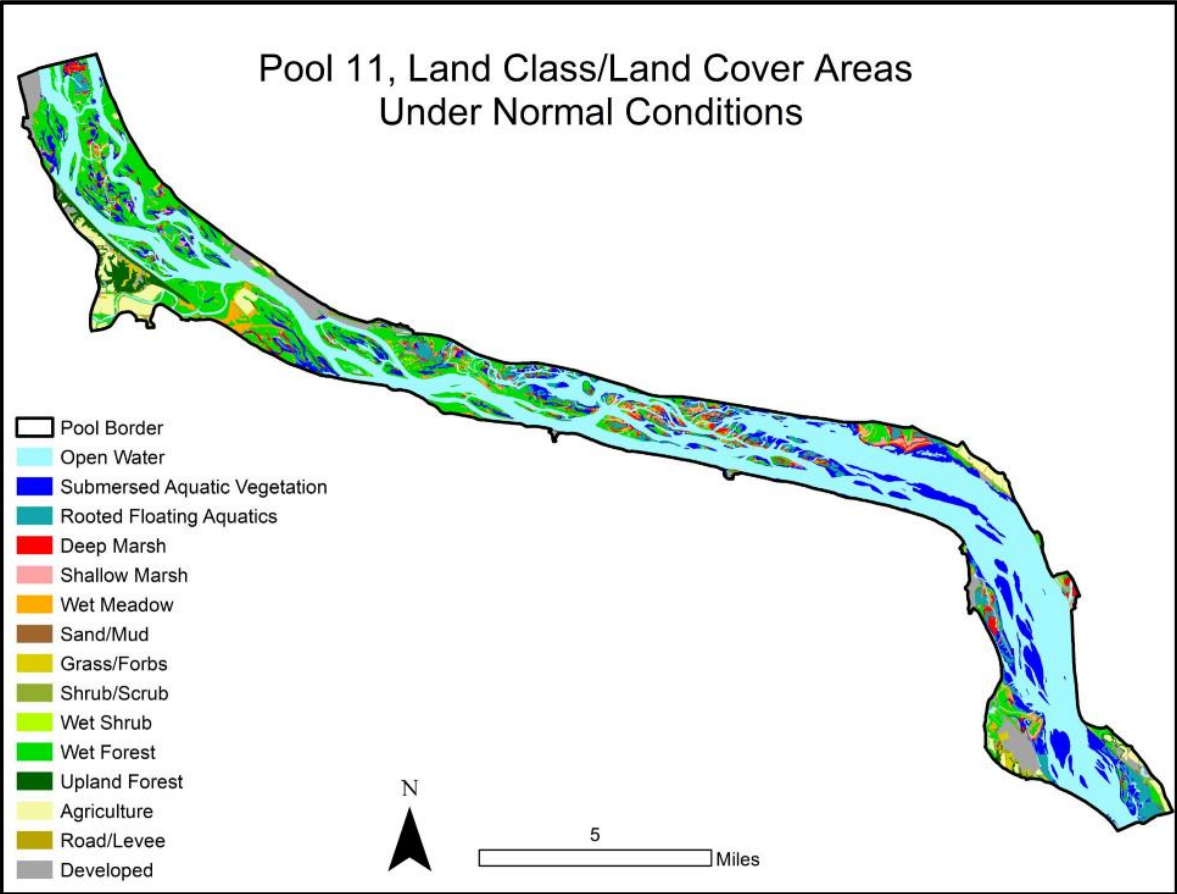 Pool 11, Land Class/Land Cover Areas
Under Normal Conditions
Pool Border
Open Water
Submersed Aquatic Vegetation
Rooted Floating Aquatics
Deep Marsh
Shallow Marsh
Wet Meadow
Sand/Mud
Grass/Forbs
Shrub/Scrub
Wet Shrub
Wet Forest
Upland Forest
Agriculture
Road/Levee
Developed
N
5
Miles